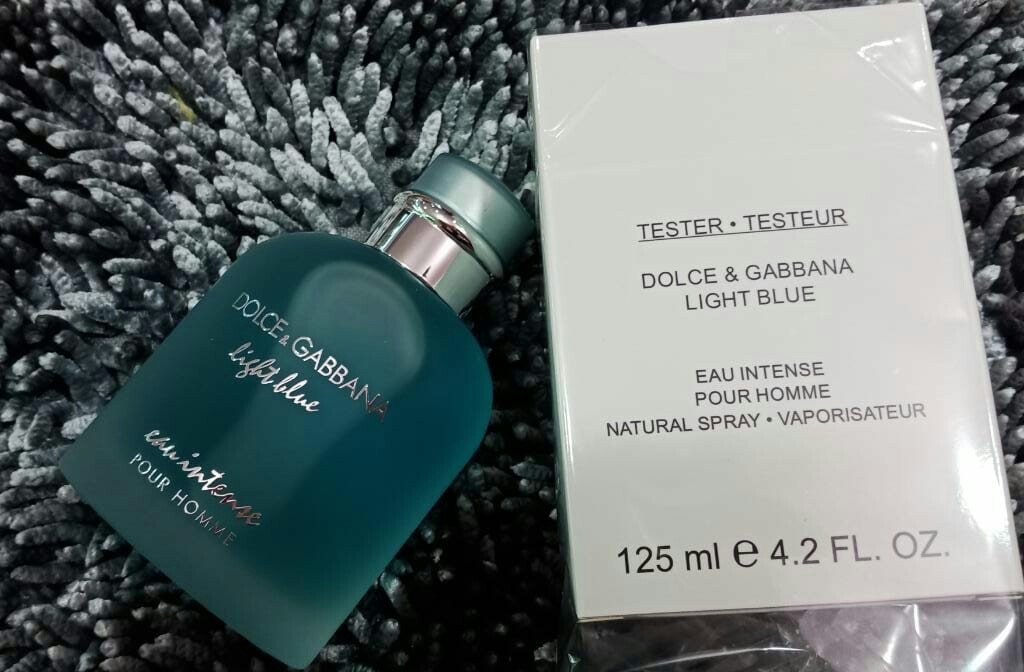 DOLCE & GABBANA
light blue
eau intense
POUR HOMME
TESTER • TESTEUR
DOLCE & GABBANA
LIGHT BLUE
EAU INTENSE
POUR HOMME
NATURAL SPRAY • VAPORISATEUR
125 ml ℮ 4.2 FL. OZ.